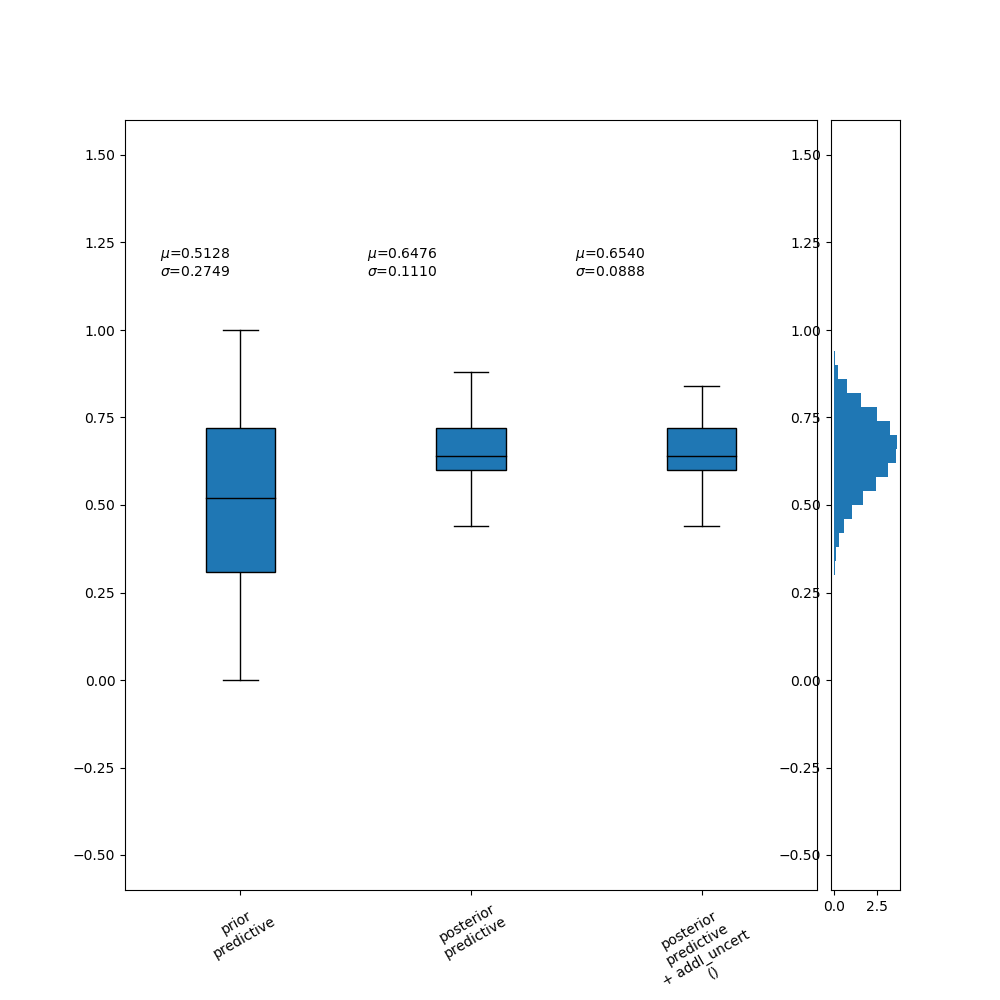 1.50
1.25
1.00
0.75
0.50
0.25
0.00
−0.25
−0.50
μ=0.5128
σ=0.2749
μ=0.6476
σ=0.1110
μ=0.6540
σ=0.0888
prior
predictive
posterior
predictive
posterior
predictive
+ addl_uncert
()
1.50
1.25
1.00
0.75
0.50
0.25
0.00
−0.25
−0.50
0.0 2.5